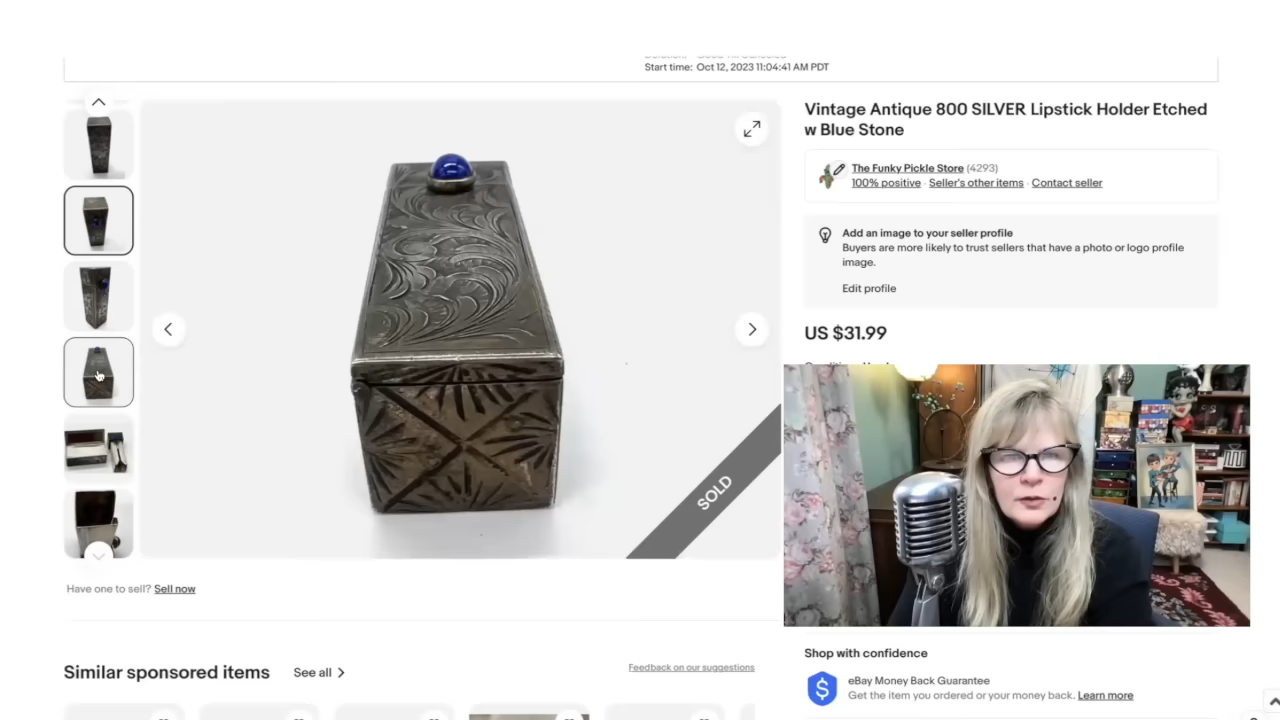 Start time: Oct 12, 2023 11:04:41 AM PDT
Vintage Antique 800 SILVER Lipstick Holder Etched
w Blue Stone
The Funky Pickle Store (4293)
100% positive · Seller's other items · Contact seller
Add an image to your seller profile
Buyers are more likely to trust sellers that have a photo or logo profile
image.
Edit profile
US $31.99
SOLD
Have one to sell? Sell now
Similar sponsored items See all
Feedback on our suggestions
Shop with confidence
eBay Money Back Guarantee
Get the item you ordered or your money back. Learn more